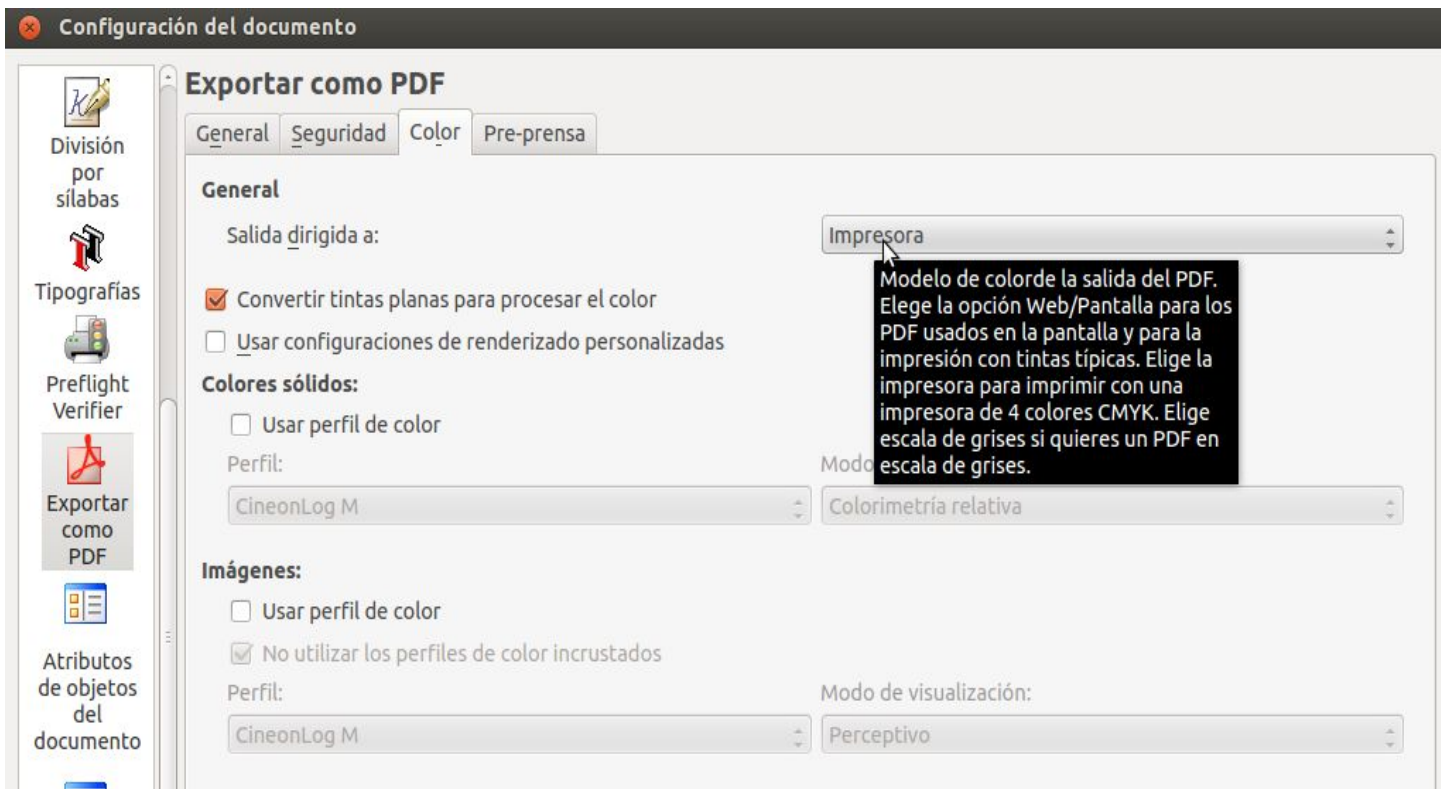 Configuración del documento
División
por
sílabas
Tipografías
Preflight
Verifier
Exportar
como
PDF
Atributos
de objetos
del
documento
Exportar como PDF
General Seguridad Color Pre-prensa
General
Salida dirigida a: Impresora
Modelo de colorde la salida del PDF.
Elege la opción Web/Pantalla para los
PDF usados en la pantalla y para la
impresión con tintas típicas. Elige la
impresora para imprimir con una
impresora de 4 colores CMYK. Elige
escala de grises si quieres un PDF en
escala de grises.
Convertir tintas planas para procesar el color
Usar configuraciones de renderizado personalizadas
Colores sólidos:
Usar perfil de color
Perfil: Modo
CineonLog M Colorimetría relativa
Imágenes:
Usar perfil de color
No utilizar los perfiles de color incrustados
Perfil: Modo de visualización:
CineonLog M Perceptivo